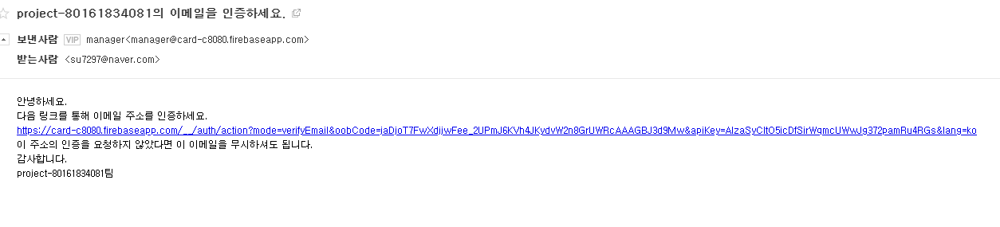 project-80161834081의 이메일을 인증하세요.
보낸사람 VIP manager<manager@card-c8080.firebaseapp.com>
받는사람 <su7297@naver.com>
안녕하세요.
다음 링크를 통해 이메일 주소를 인증하세요.
https://card-c8080.firebaseapp.com/__/auth/action?mode=verifyEmail&oobCode=jaDjoT7FwXdjiwFee_2UPmJ6KVh4JKydvW2n8GrUWRcAAAGBJ3d9Mw&apiKey=AIzaSyCItO5icDfSirWqmcUWwJg372pamRu4RGs&lang=ko
이 주소의 인증을 요청하지 않았다면 이 이메일을 무시하셔도 됩니다.
감사합니다.
project-80161834081팀